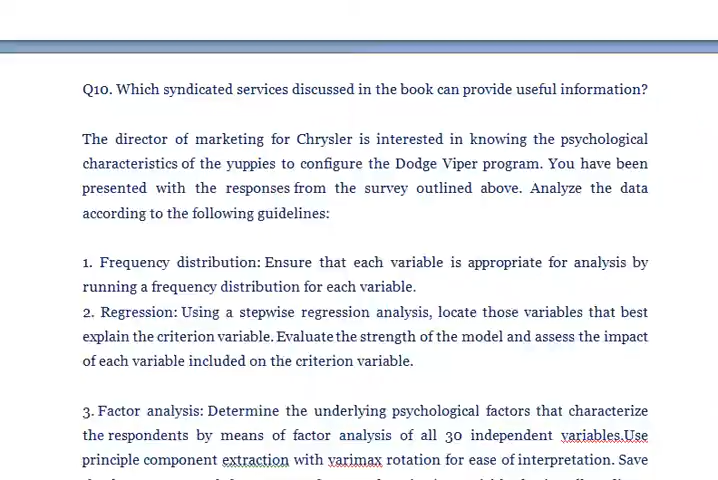 Q10. Which syndicated services discussed in the book can provide useful information?
The director of marketing for Chrysler is interested in knowing the psychological
characteristics of the yuppies to configure the Dodge Viper program. You have been
presented with the responses from the survey outlined above. Analyze the data
according to the following guidelines:
1. Frequency distribution: Ensure that each variable is appropriate for analysis by
running a frequency distribution for each variable.
2. Regression: Using a stepwise regression analysis, locate those variables that best
explain the criterion variable. Evaluate the strength of the model and assess the impact
of each variable included on the criterion variable.
3. Factor analysis: Determine the underlying psychological factors that characterize
the respondents by means of factor analysis of all 30 independent variables.Use
principle component extraction with varimax rotation for ease of interpretation. Save